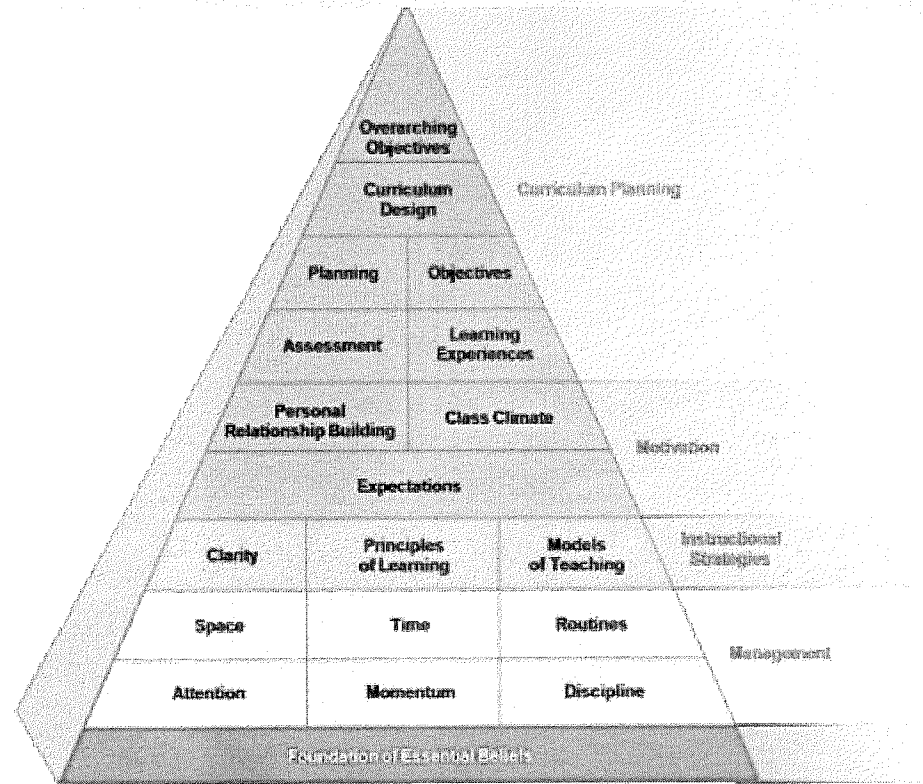 Overarching
Objectives
Curriculum
Design
Curriculum Planning
Planning
Objectives
Assessment
Learning
Experiences
Personal
Relationship Building
Class Climate
Motivation
Expectations
Clarity
Principles
of Learning
Models
of Teaching
Instructional
Strategies
Space
Time
Routines
Management
Attention
Momentum
Discipline
Foundation of Essential Beliefs